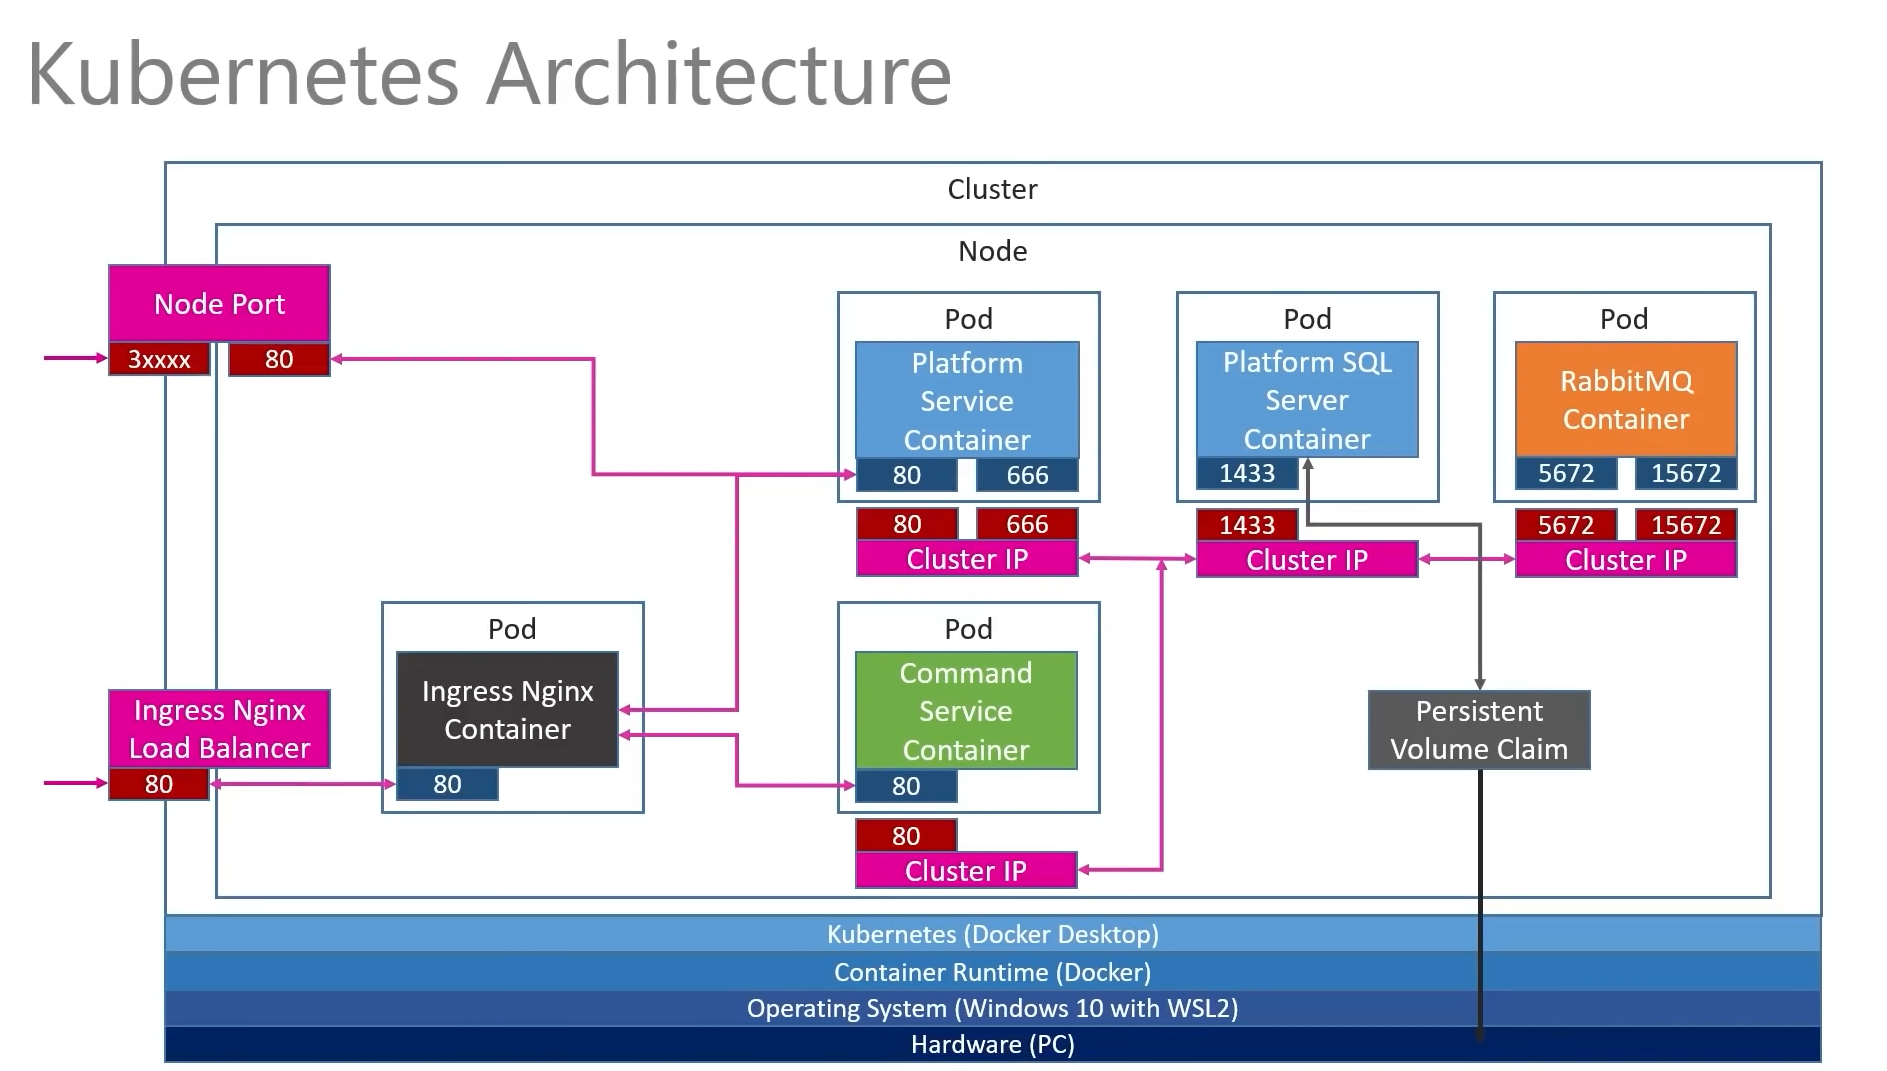 Kubernetes Architecture
Cluster
Node
Node Port
3xxxx
80
Pod
Platform
Service
Container
80
666
80
666
Cluster IP
Pod
Platform SQL
Server
Container
1433
1433
Cluster IP
Pod
RabbitMQ
Container
5672
15672
5672
15672
Cluster IP
Ingress Nginx
Load Balancer
80
Pod
Ingress Nginx
Container
80
Pod
Command
Service
Container
80
80
Cluster IP
Persistent
Volume Claim
Kubernetes (Docker Desktop)
Container Runtime (Docker)
Operating System (Windows 10 with WSL2)
Hardware (PC)